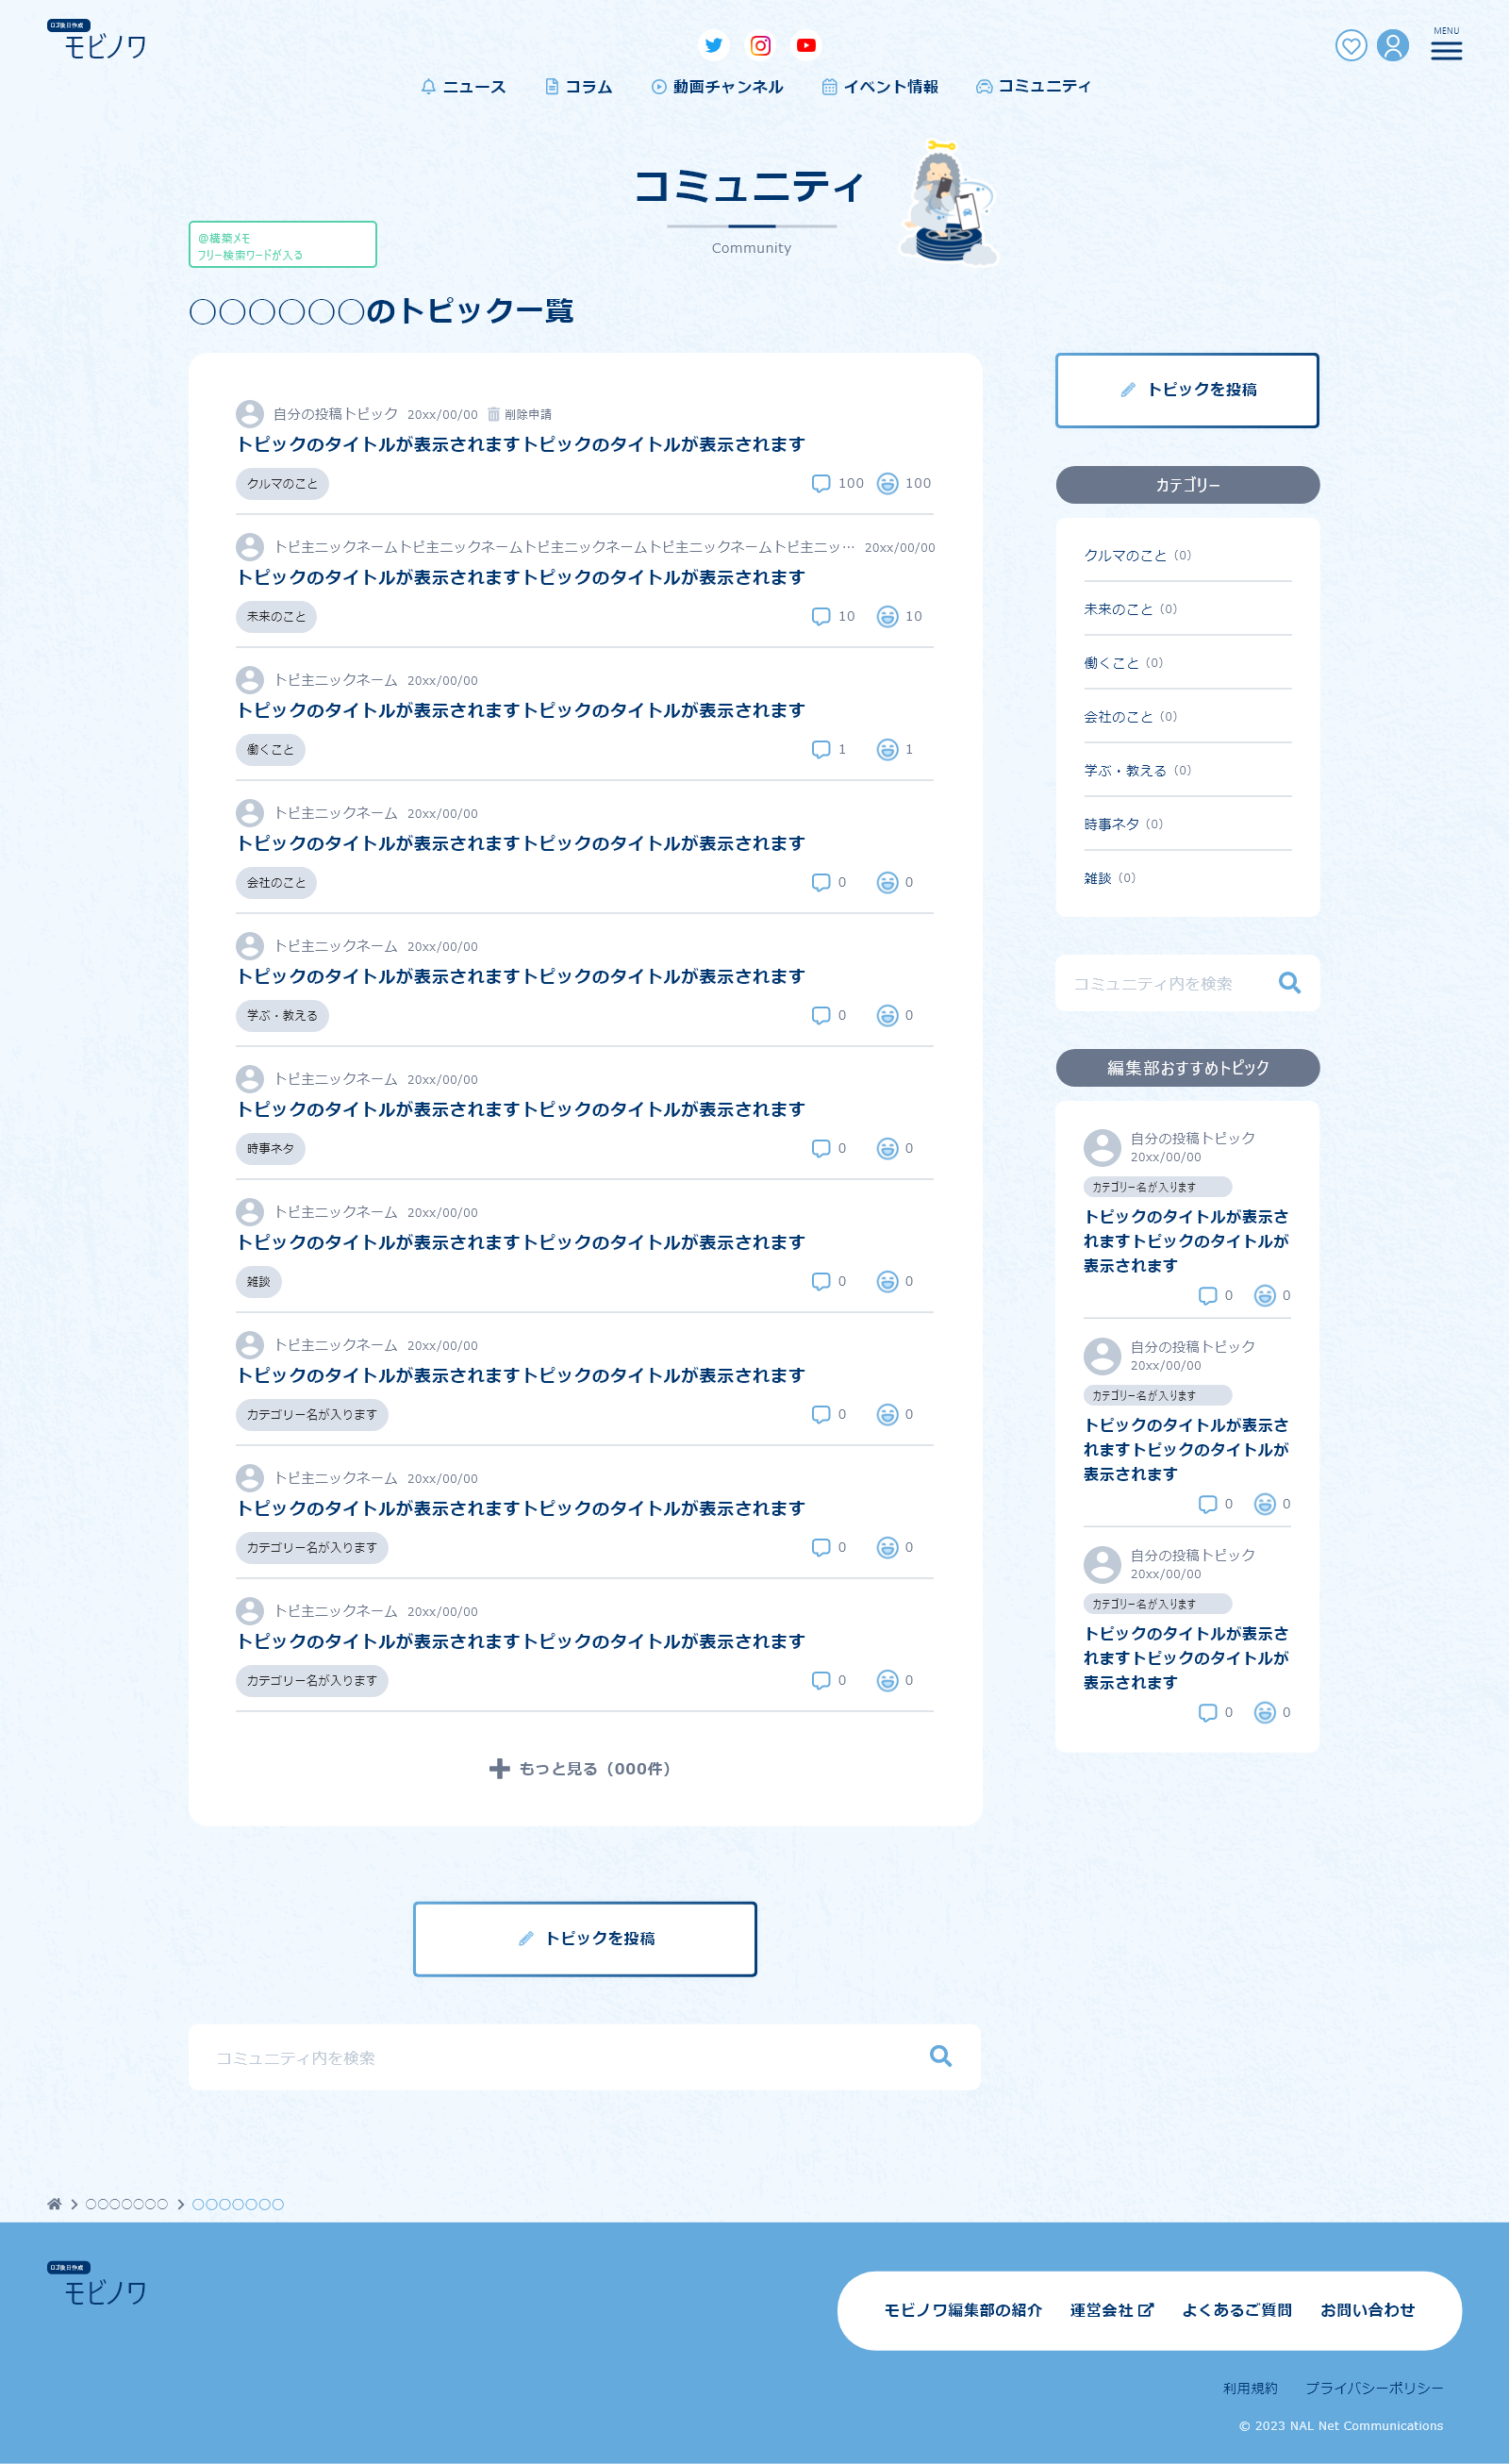 ロゴ後日作成
モビノワ
MENU
ニュース
コラム
動画チャンネル
イベント情報
コミュニティ
コミュニティ
Community
@構築メモ
フリー検索ワードが入る
○○○○○○のトピック一覧
自分の投稿トピック 20xx/00/00 削除申請
トピックのタイトルが表示されますトピックのタイトルが表示されます
クルマのこと 100 100
トピ主ニックネームトピ主ニックネームトピ主ニックネームトピ主ニックネームトピ主ニッ… 20xx/00/00
トピックのタイトルが表示されますトピックのタイトルが表示されます
未来のこと 10 10
トピ主ニックネーム 20xx/00/00
トピックのタイトルが表示されますトピックのタイトルが表示されます
働くこと 1 1
トピ主ニックネーム 20xx/00/00
トピックのタイトルが表示されますトピックのタイトルが表示されます
会社のこと 0 0
トピ主ニックネーム 20xx/00/00
トピックのタイトルが表示されますトピックのタイトルが表示されます
学ぶ・教える 0 0
トピ主ニックネーム 20xx/00/00
トピックのタイトルが表示されますトピックのタイトルが表示されます
時事ネタ 0 0
トピ主ニックネーム 20xx/00/00
トピックのタイトルが表示されますトピックのタイトルが表示されます
雑談 0 0
トピ主ニックネーム 20xx/00/00
トピックのタイトルが表示されますトピックのタイトルが表示されます
カテゴリー名が入ります 0 0
トピ主ニックネーム 20xx/00/00
トピックのタイトルが表示されますトピックのタイトルが表示されます
カテゴリー名が入ります 0 0
トピ主ニックネーム 20xx/00/00
トピックのタイトルが表示されますトピックのタイトルが表示されます
カテゴリー名が入ります 0 0
もっと見る（000件）
トピックを投稿
カテゴリー
クルマのこと（0）
未来のこと（0）
働くこと（0）
会社のこと（0）
学ぶ・教える（0）
時事ネタ（0）
雑談（0）
コミュニティ内を検索
編集部おすすめトピック
自分の投稿トピック
20xx/00/00
カテゴリー名が入ります
トピックのタイトルが表示さ
れますトピックのタイトルが
表示されます
0 0
自分の投稿トピック
20xx/00/00
カテゴリー名が入ります
トピックのタイトルが表示さ
れますトピックのタイトルが
表示されます
0 0
自分の投稿トピック
20xx/00/00
カテゴリー名が入ります
トピックのタイトルが表示さ
れますトピックのタイトルが
表示されます
0 0
トピックを投稿
コミュニティ内を検索
○○○○○○○ ○○○○○○○
ロゴ後日作成
モビノワ
モビノワ編集部の紹介 運営会社 よくあるご質問 お問い合わせ
利用規約 プライバシーポリシー
© 2023 NAL Net Communications